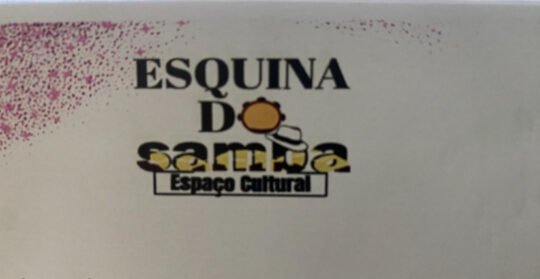 ESQUINA
DO
samba
Espaço Cultural